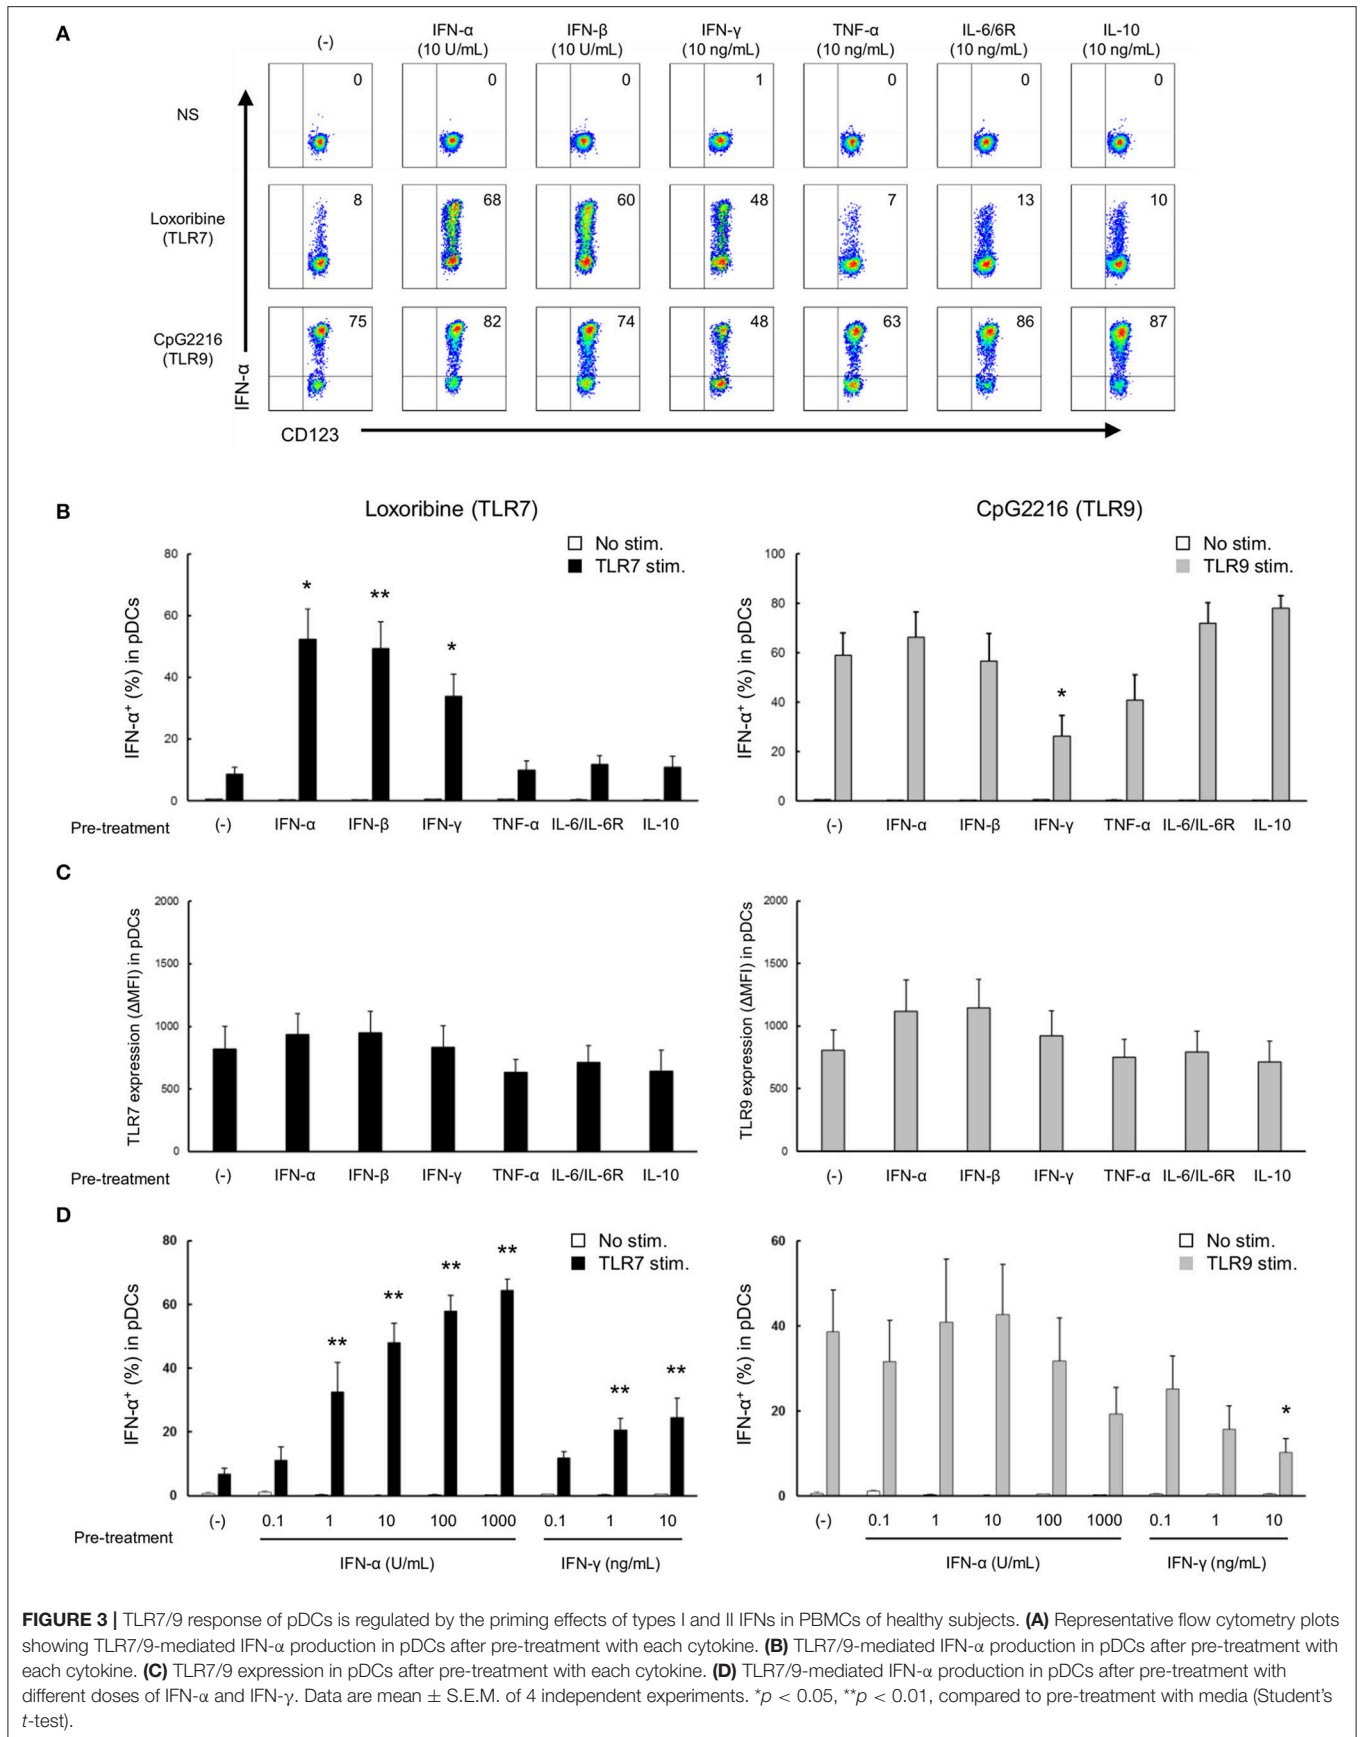 A
(-)
IFN-α
(10 U/mL)
IFN-β
(10 U/mL)
IFN-γ
(10 ng/mL)
TNF-α
(10 ng/mL)
IL-6/6R
(10 ng/mL)
IL-10
(10 ng/mL)
NS
0 0 0 1 0 0 0
Loxoribine
(TLR7)
8 68 60 48 7 13 10
CpG2216
(TLR9)
75 82 74 48 63 86 87
IFN-α
CD123
B
Loxoribine (TLR7)
No stim.
TLR7 stim.
IFN-α⁺ (%) in pDCs
80
60
40
20
0
* ** *
Pre-treatment (-) IFN-α IFN-β IFN-γ TNF-α IL-6/IL-6R IL-10
CpG2216 (TLR9)
No stim.
TLR9 stim.
IFN-α⁺ (%) in pDCs
100
80
60
40
20
0
*
(-) IFN-α IFN-β IFN-γ TNF-α IL-6/IL-6R IL-10
C
TLR7 expression (ΔMFI) in pDCs
2000
1500
1000
500
0
Pre-treatment (-) IFN-α IFN-β IFN-γ TNF-α IL-6/IL-6R IL-10
TLR9 expression (ΔMFI) in pDCs
2000
1500
1000
500
0
(-) IFN-α IFN-β IFN-γ TNF-α IL-6/IL-6R IL-10
D
No stim.
TLR7 stim.
IFN-α⁺ (%) in pDCs
80
60
40
20
0
** ** ** ** ** **
Pre-treatment (-) 0.1 1 10 100 1000 0.1 1 10
IFN-α (U/mL) IFN-γ (ng/mL)
No stim.
TLR9 stim.
IFN-α⁺ (%) in pDCs
60
40
20
0
*
(-) 0.1 1 10 100 1000 0.1 1 10
IFN-α (U/mL) IFN-γ (ng/mL)
FIGURE 3 | TLR7/9 response of pDCs is regulated by the priming effects of types I and II IFNs in PBMCs of healthy subjects. (A) Representative flow cytometry plots
showing TLR7/9-mediated IFN-α production in pDCs after pre-treatment with each cytokine. (B) TLR7/9-mediated IFN-α production in pDCs after pre-treatment with
each cytokine. (C) TLR7/9 expression in pDCs after pre-treatment with each cytokine. (D) TLR7/9-mediated IFN-α production in pDCs after pre-treatment with
different doses of IFN-α and IFN-γ. Data are mean ± S.E.M. of 4 independent experiments. *p < 0.05, **p < 0.01, compared to pre-treatment with media (Student's
t-test).